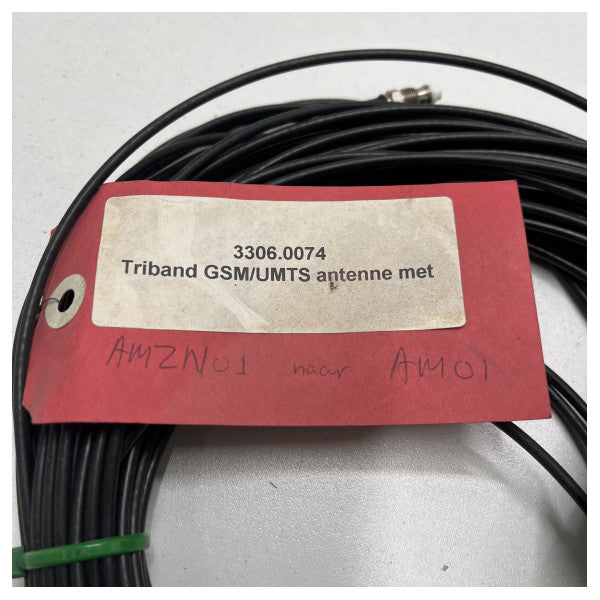 3306.0074
Triband GSM/UMTS antenne met
AMZN01 naar AM01